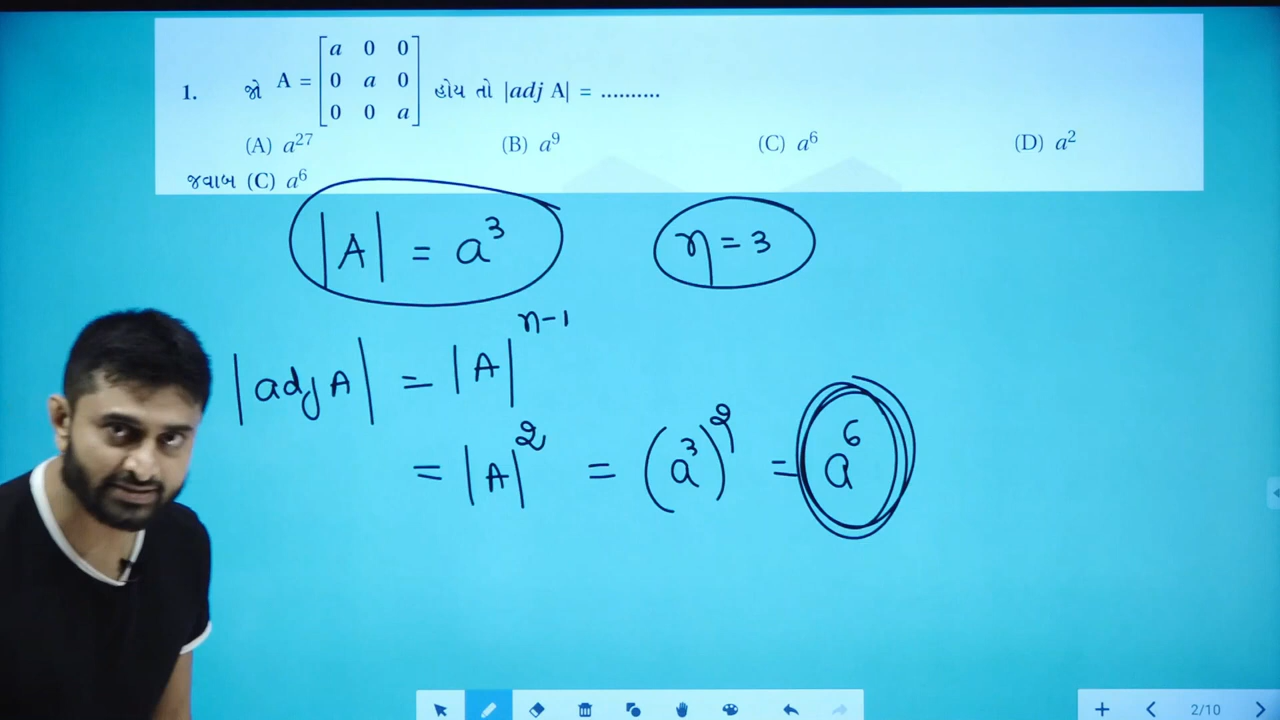 1. જો A = [a 0 0
0 a 0
0 0 a] હોય તો |adj A| = ..........
(A) a^27 (B) a^9 (C) a^6 (D) a^2
જવાબ (C) a^6
|A| = a^3 n = 3
|adj A| = |A|^n-1
= |A|^2 = (a^3)^2 = a^6
2/10